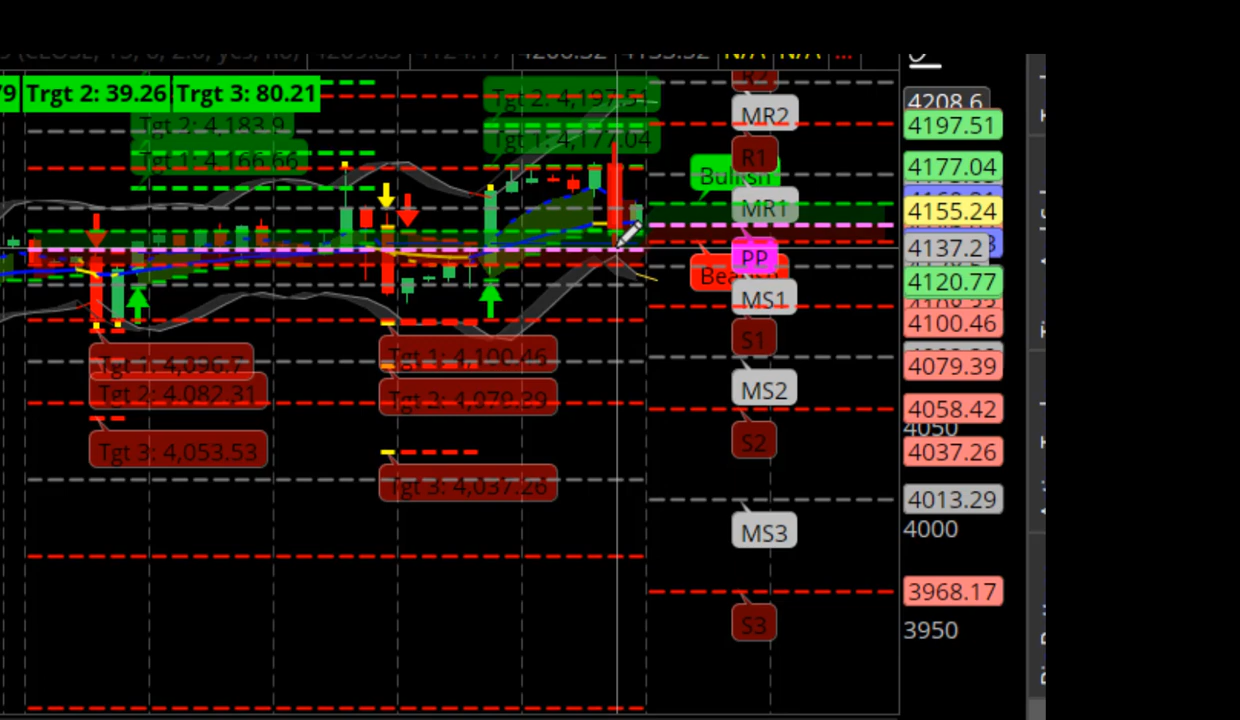 Trgt 2: 39.26 Trgt 3: 80.21
Tgt 2: 4,183.9
Tgt 1: 4,166.66
Tgt 2: 4,197.51
Tgt 1: 4,177.04
Tgt 1: 4,096.7
Tgt 2: 4,082.31
Tgt 3: 4,053.53
Tgt 1: 4,100.46
Tgt 2: 4,079.39
Tgt 3: 4,037.26
R2
MR2
R1
MR1
PP
MS1
S1
MS2
S2
MS3
S3
4208.6
4197.51
4177.04
4155.24
4137.2
4120.77
4100.46
4079.39
4058.42
4050
4037.26
4013.29
4000
3968.17
3950